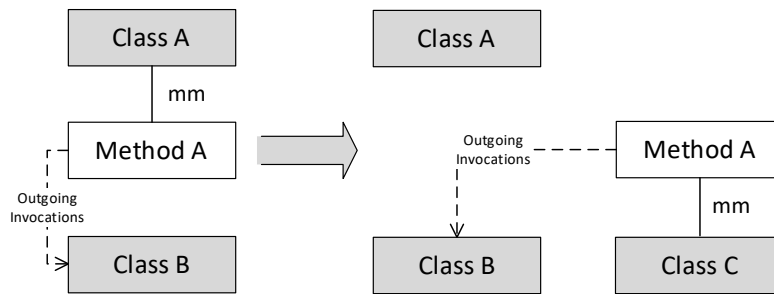 Class A
mm
Method A
Outgoing
Invocations
Class B
Class A
Outgoing
Invocations
Method A
mm
Class B
Class C